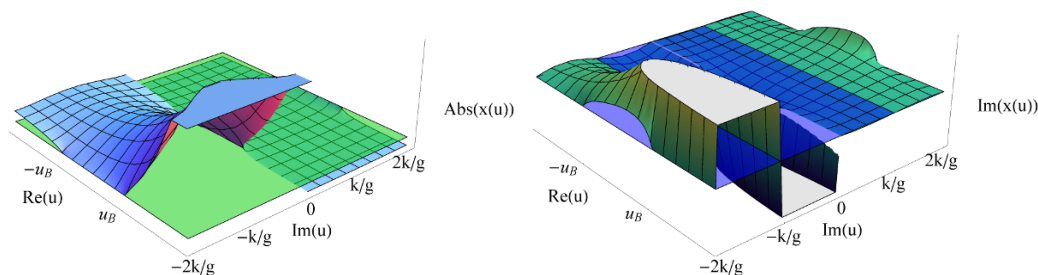 Abs(x(u))
−u_B
Re(u)
u_B
−2k/g
−k/g
Im(u)
0
k/g
2k/g
Im(x(u))
−u_B
Re(u)
u_B
−2k/g
−k/g
Im(u)
0
k/g
2k/g